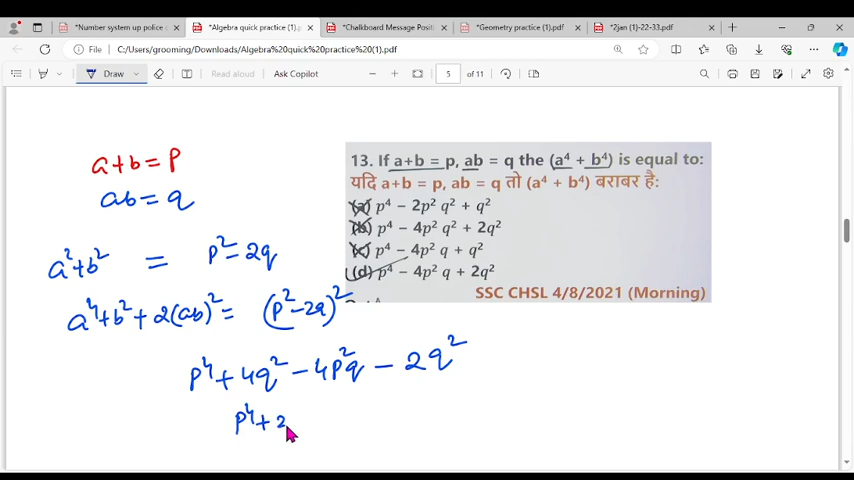 *Number system up police c
*Algebra quick practice (1).p
*Chalkboard Message Posit
*Geometry practice (1).pdf
*2jan (1)-22-33.pdf
File
C:/Users/grooming/Downloads/Algebra%20quick%20practice%20(1).pdf
Draw
Read aloud
Ask Copilot
5
of 11
13. If a+b = p, ab = q the (a⁴ + b⁴) is equal to:
यदि a+b = p, ab = q तो (a⁴ + b⁴) बराबर है:
(a) p⁴ − 2p² q² + q²
(b) p⁴ − 4p² q² + 2q²
(c) p⁴ − 4p² q + q²
(d) p⁴ − 4p² q + 2q²
SSC CHSL 4/8/2021 (Morning)
a+b = p
ab = q
a²+b² = p²−2q
a⁴+b²+2(ab)² = (p²−2q)²
p⁴+4q²−4p²q − 2q²
p⁴+2